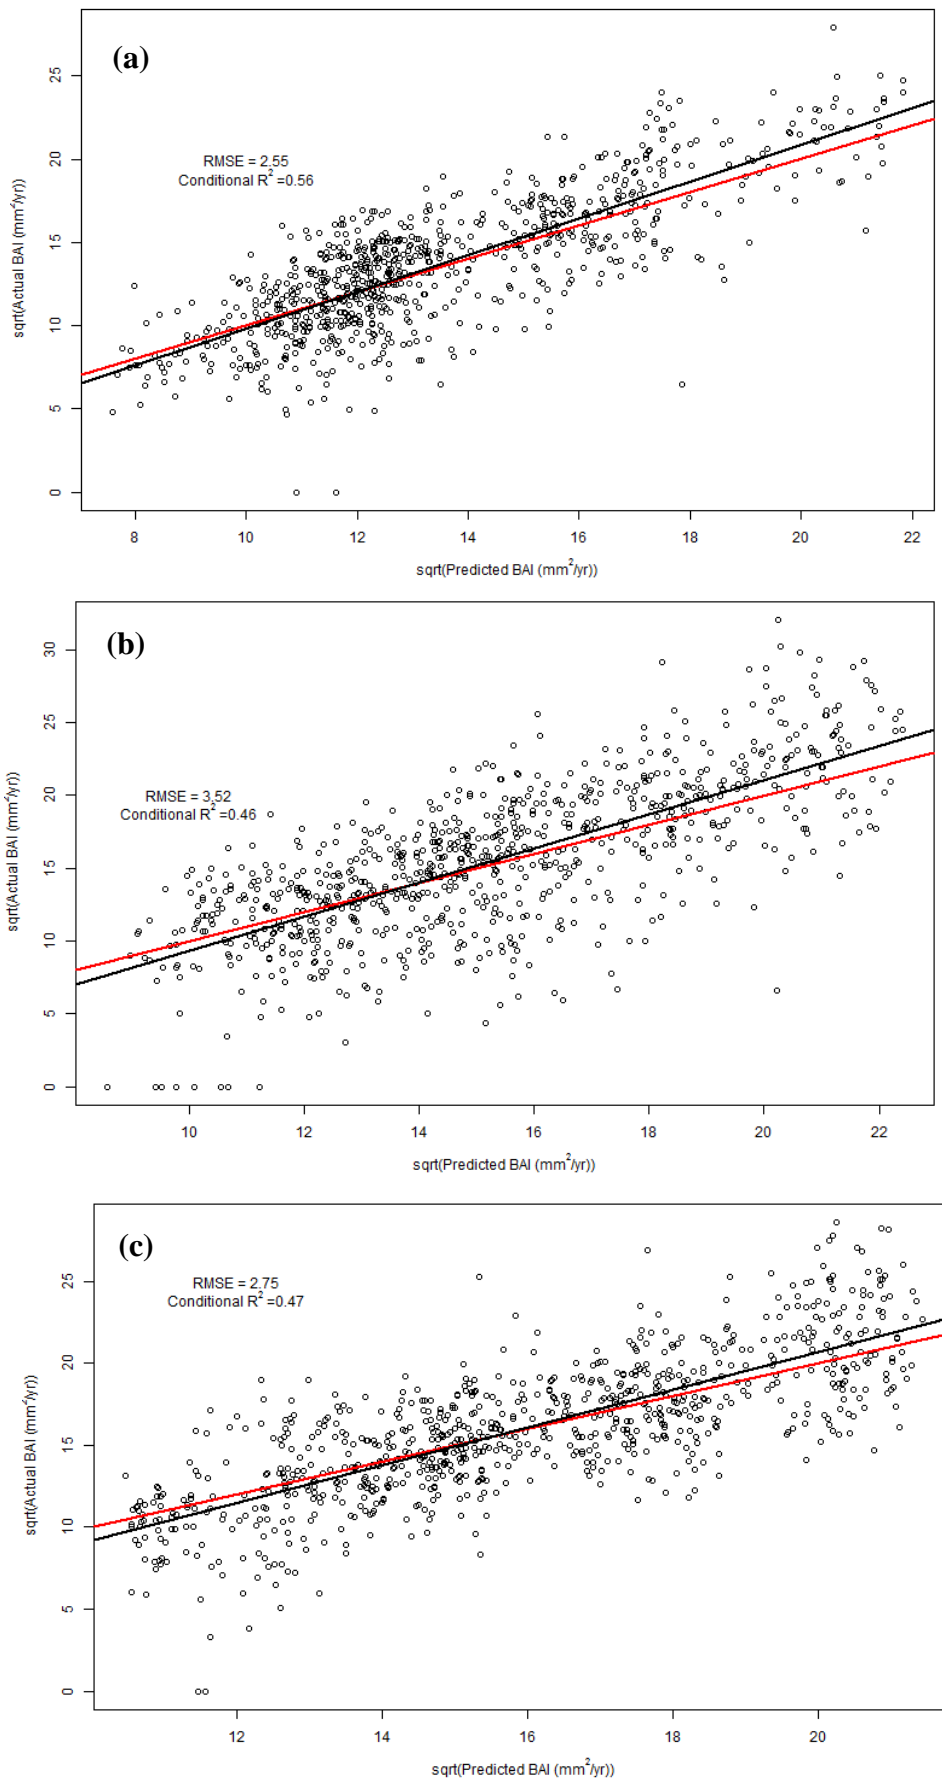 (a)
RMSE = 2.55
Conditional R² =0.56
sqrt(Actual BAI (mm²/yr))
0 5 10 15 20 25
8 10 12 14 16 18 20 22
sqrt(Predicted BAI (mm²/yr))
(b)
RMSE = 3.52
Conditional R² =0.46
sqrt(Actual BAI (mm²/yr))
0 5 10 15 20 25 30
10 12 14 16 18 20 22
sqrt(Predicted BAI (mm²/yr))
(c)
RMSE = 2.75
Conditional R² =0.47
sqrt(Actual BAI (mm²/yr))
0 5 10 15 20 25
12 14 16 18 20
sqrt(Predicted BAI (mm²/yr))